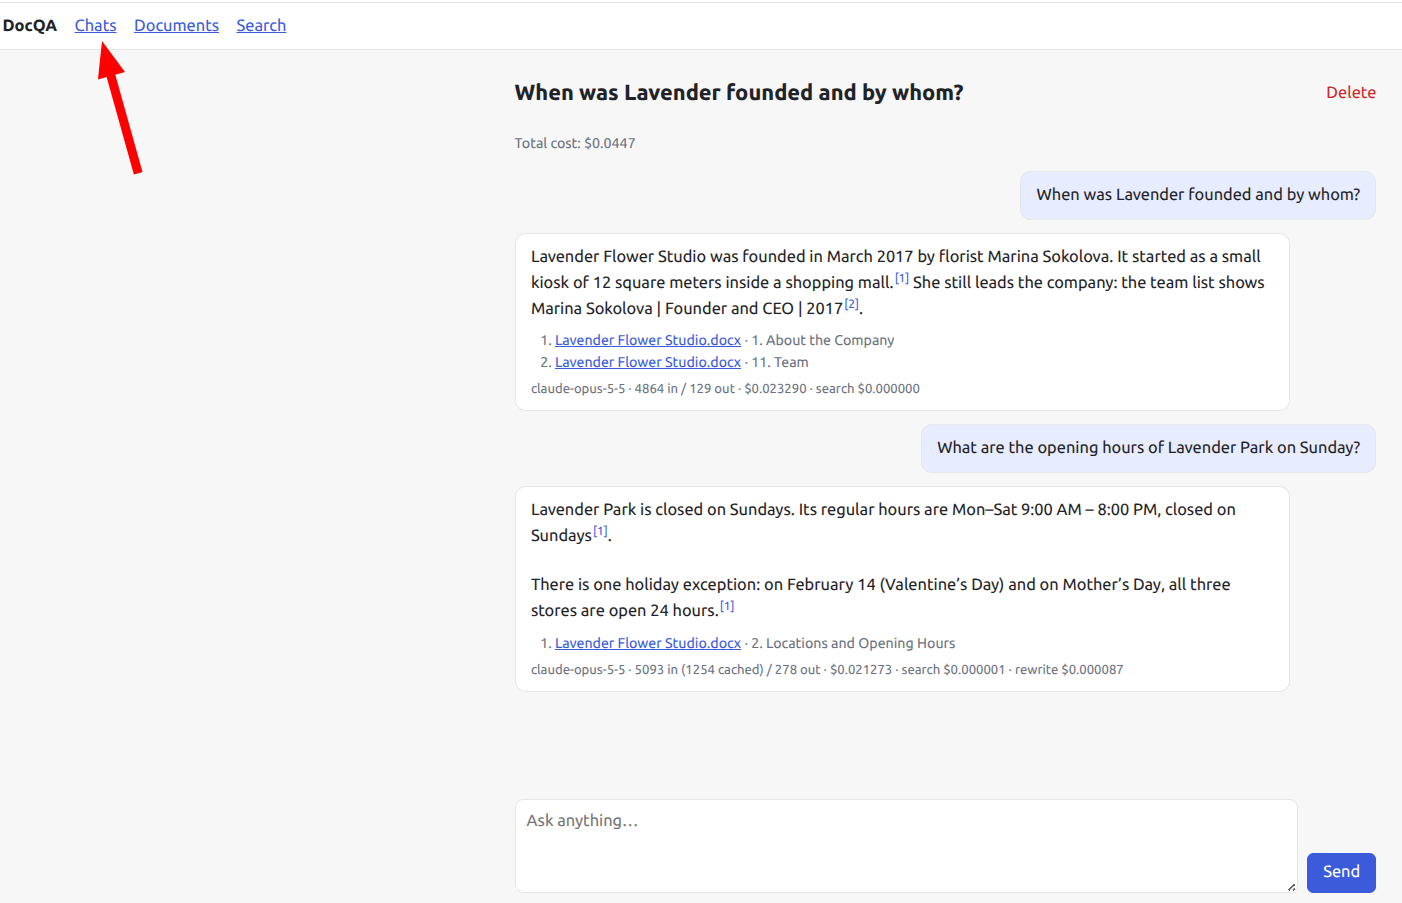 DocQA Chats Documents Search
When was Lavender founded and by whom?
Delete
Total cost: $0.0447
When was Lavender founded and by whom?
Lavender Flower Studio was founded in March 2017 by florist Marina Sokolova. It started as a small
kiosk of 12 square meters inside a shopping mall.[1] She still leads the company: the team list shows
Marina Sokolova | Founder and CEO | 2017[2].
1. Lavender Flower Studio.docx · 1. About the Company
2. Lavender Flower Studio.docx · 11. Team
claude-opus-5-5 · 4864 in / 129 out · $0.023290 · search $0.000000
What are the opening hours of Lavender Park on Sunday?
Lavender Park is closed on Sundays. Its regular hours are Mon–Sat 9:00 AM – 8:00 PM, closed on
Sundays[1].
There is one holiday exception: on February 14 (Valentine’s Day) and on Mother’s Day, all three
stores are open 24 hours.[1]
1. Lavender Flower Studio.docx · 2. Locations and Opening Hours
claude-opus-5-5 · 5093 in (1254 cached) / 278 out · $0.021273 · search $0.000001 · rewrite $0.000087
Ask anything…
Send